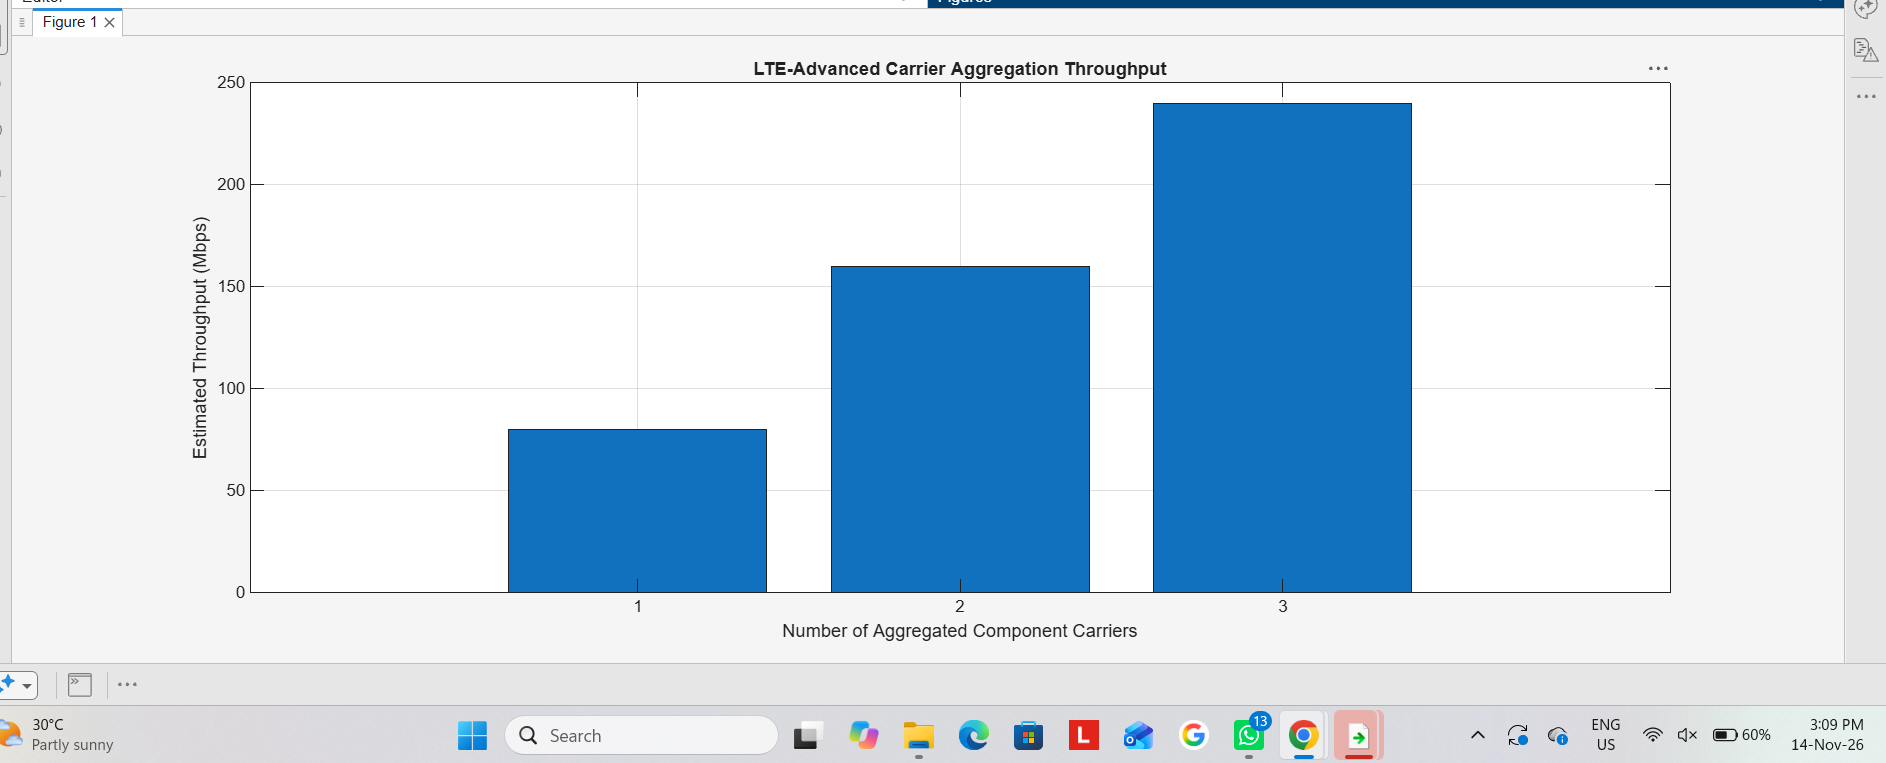 Figure 1
LTE-Advanced Carrier Aggregation Throughput
250
200
150
100
50
0
Estimated Throughput (Mbps)
1 2 3
Number of Aggregated Component Carriers
30°C
Partly sunny
Search
L
13
ENG
US
60%
3:09 PM
14-Nov-26